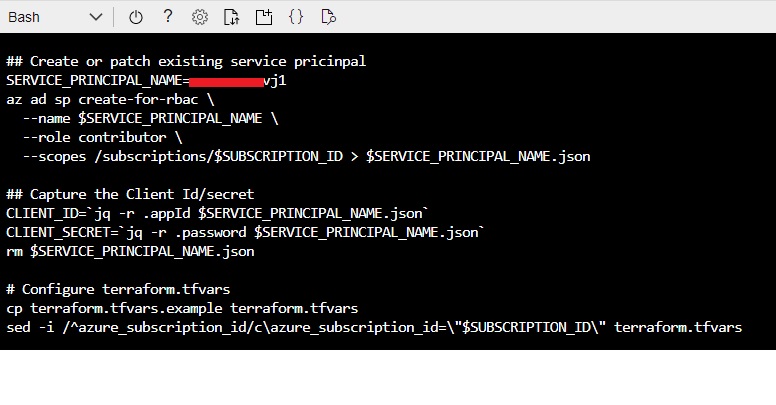 Bash
## Create or patch existing service pricinpal
SERVICE_PRINCIPAL_NAME=vj1
az ad sp create-for-rbac \
  --name $SERVICE_PRINCIPAL_NAME \
  --role contributor \
  --scopes /subscriptions/$SUBSCRIPTION_ID > $SERVICE_PRINCIPAL_NAME.json
## Capture the Client Id/secret
CLIENT_ID=`jq -r .appId $SERVICE_PRINCIPAL_NAME.json`
CLIENT_SECRET=`jq -r .password $SERVICE_PRINCIPAL_NAME.json`
rm $SERVICE_PRINCIPAL_NAME.json
# Configure terraform.tfvars
cp terraform.tfvars.example terraform.tfvars
sed -i /^azure_subscription_id/c\azure_subscription_id=\"$SUBSCRIPTION_ID\" terraform.tfvars